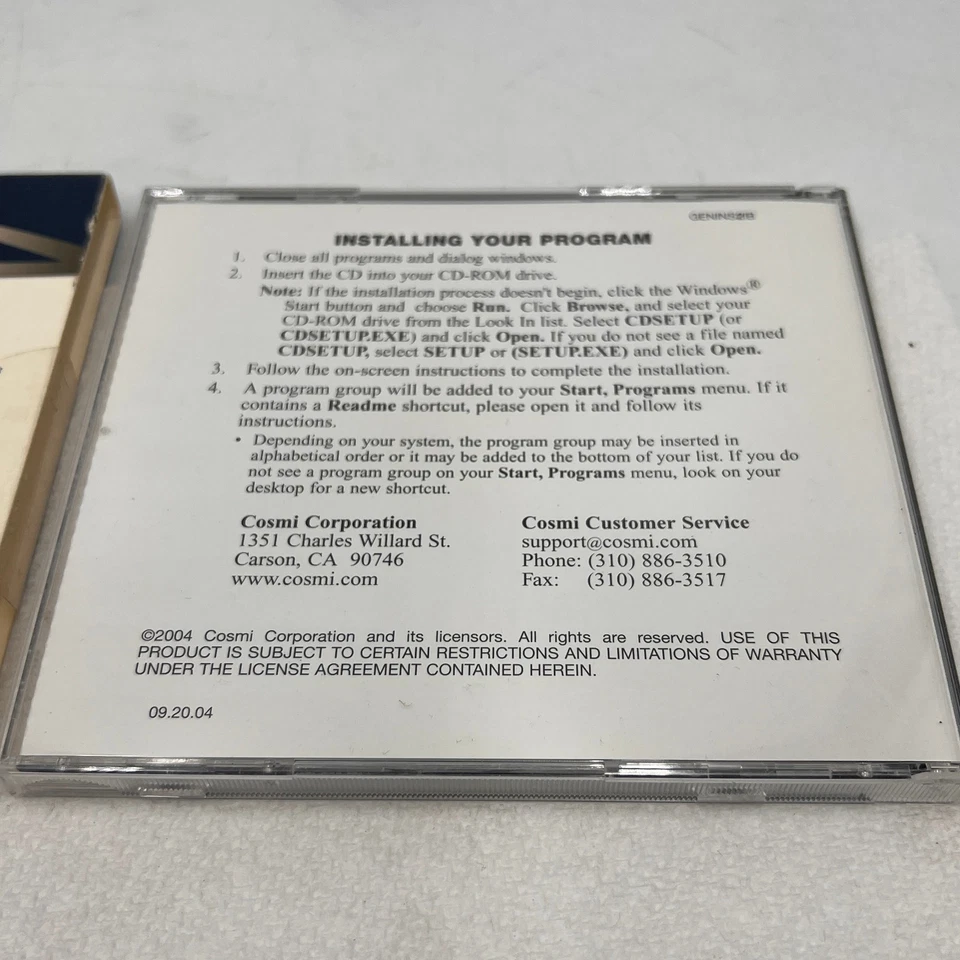 INSTALLING YOUR PROGRAM
1. Close all programs and dialog windows.
2. Insert the CD into your CD-ROM drive.
Note: If the installation process doesn't begin, click the Windows®
Start button and choose Run. Click Browse, and select your
CD-ROM drive from the Look In list. Select CDSETUP (or
CDSETUP.EXE) and click Open. If you do not see a file named
CDSETUP, select SETUP or (SETUP.EXE) and click Open.
3. Follow the on-screen instructions to complete the installation.
4. A program group will be added to your Start, Programs menu. If it
contains a Readme shortcut, please open it and follow its
instructions.
• Depending on your system, the program group may be inserted in
alphabetical order or it may be added to the bottom of your list. If you do
not see a program group on your Start, Programs menu, look on your
desktop for a new shortcut.
Cosmi Corporation
1351 Charles Willard St.
Carson, CA 90746
www.cosmi.com
Cosmi Customer Service
support@cosmi.com
Phone: (310) 886-3510
Fax: (310) 886-3517
©2004 Cosmi Corporation and its licensors. All rights are reserved. USE OF THIS
PRODUCT IS SUBJECT TO CERTAIN RESTRICTIONS AND LIMITATIONS OF WARRANTY
UNDER THE LICENSE AGREEMENT CONTAINED HEREIN.
09.20.04